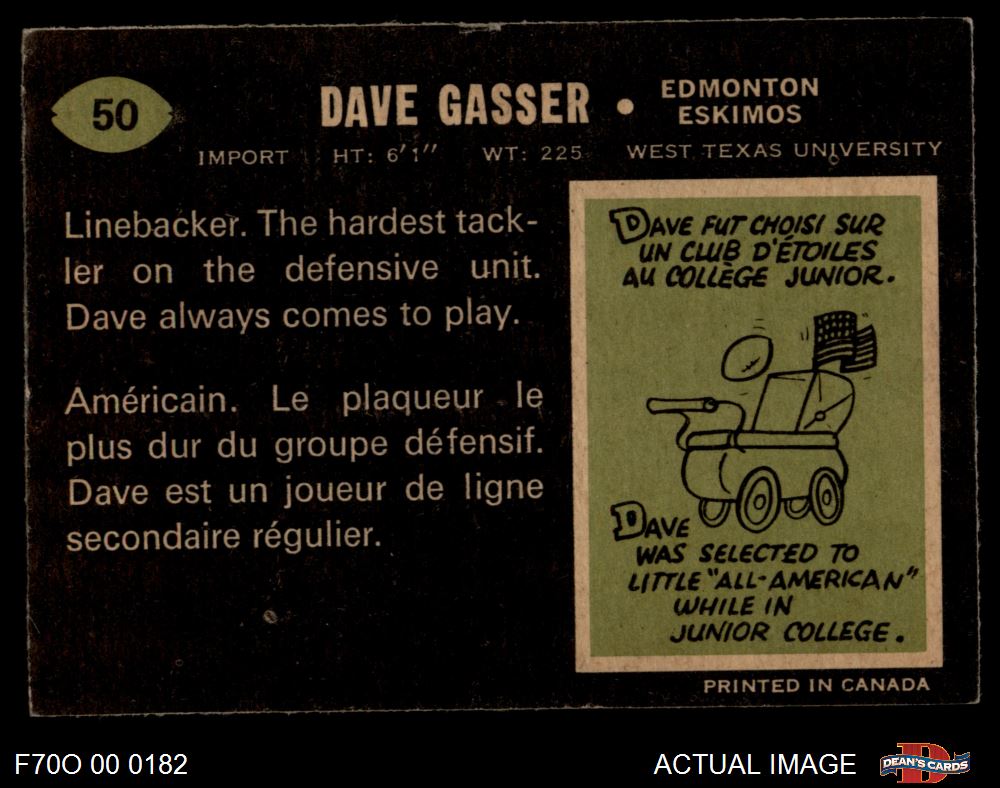 50
DAVE GASSER • EDMONTON ESKIMOS
IMPORT HT: 6'1" WT: 225 WEST TEXAS UNIVERSITY
Linebacker. The hardest tack-
ler on the defensive unit.
Dave always comes to play.
Américain. Le plaqueur le
plus dur du groupe défensif.
Dave est un joueur de ligne
secondaire régulier.
DAVE FUT CHOISI SUR
UN CLUB D'ÉTOILES
AU COLLÈGE JUNIOR.
DAVE
WAS SELECTED TO
LITTLE "ALL-AMERICAN"
WHILE IN
JUNIOR COLLEGE.
PRINTED IN CANADA
F70O 00 0182
ACTUAL IMAGE
D
DEAN'S CARDS